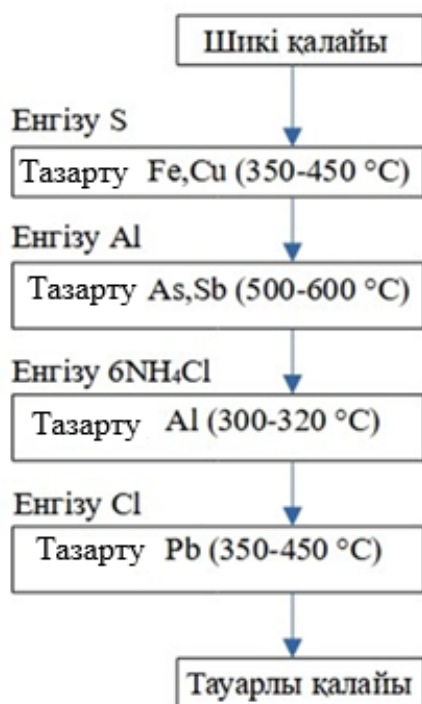 Шикі қалайы
Енгізу S
Тазарту Fe,Cu (350-450 °C)
Енгізу Al
Тазарту As,Sb (500-600 °C)
Енгізу 6NH₄Cl
Тазарту Al (300-320 °C)
Енгізу Cl
Тазарту Pb (350-450 °C)
Тауарлы қалайы